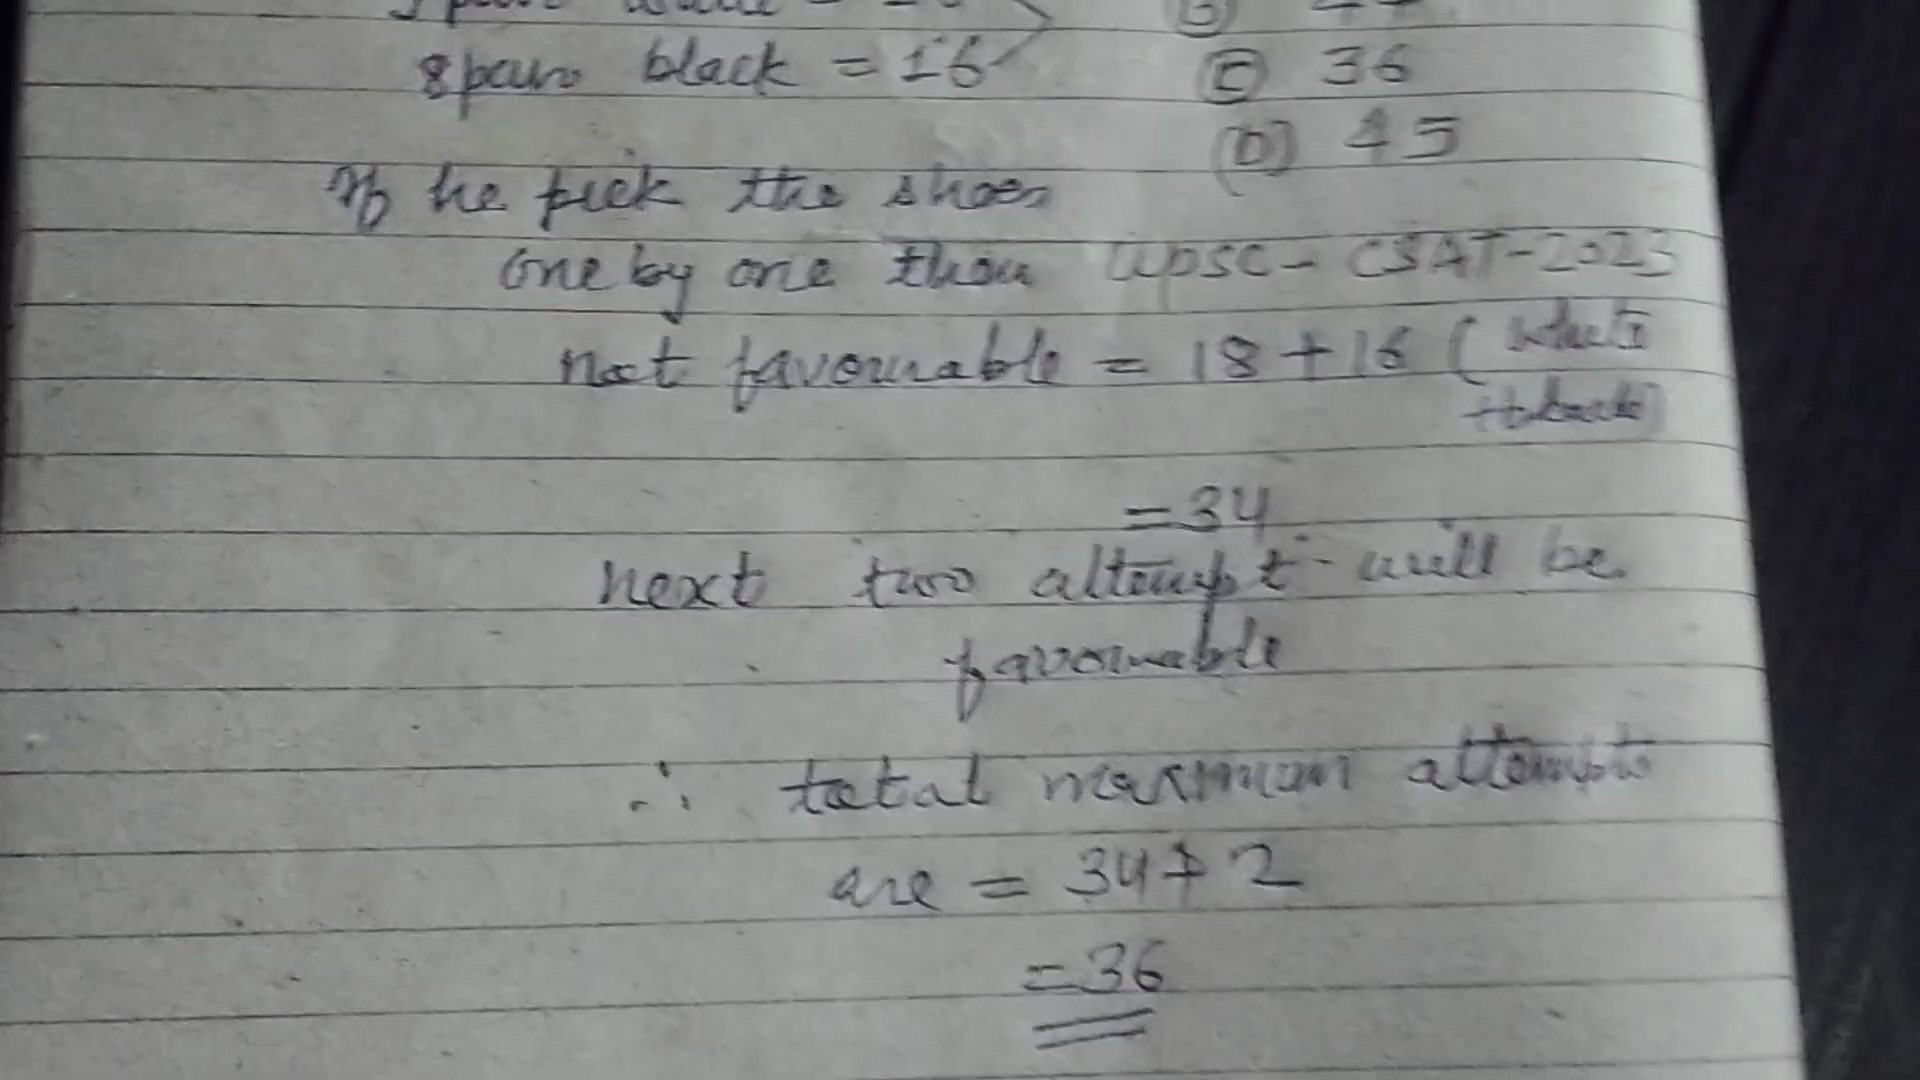 8 pairs black = 16
(C) 36
(D) 45
If he pick the shoes
one by one then
UPSC - CSAT-2023
not favourable = 18 + 16 (white +
= 34
next two attempt will be
favourable
∴ total maximum attempts
are = 34 + 2
= 36